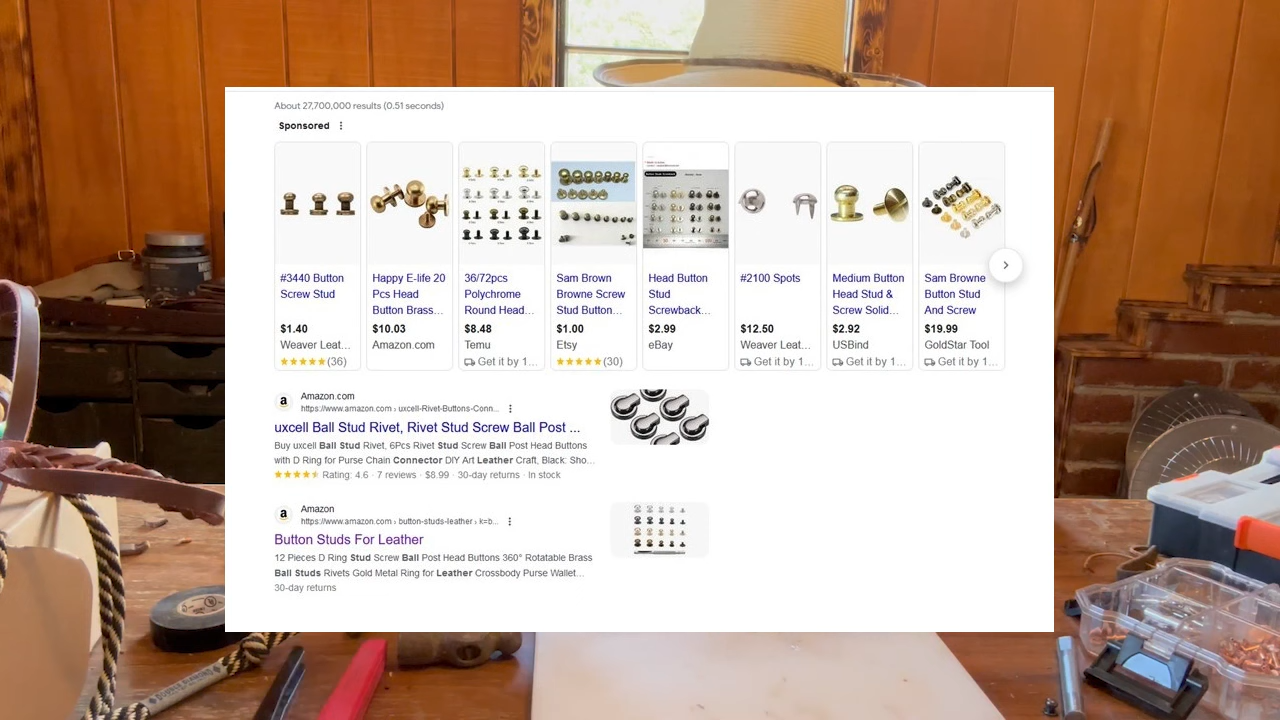 About 27,700,000 results (0.51 seconds)
Sponsored
#3440 Button
Screw Stud
$1.40
Weaver Leat...
(36)
Happy E-life 20
Pcs Head
Button Brass...
$10.03
Amazon.com
36/72pcs
Polychrome
Round Head...
$8.48
Temu
Get it by 1...
Sam Brown
Browne Screw
Stud Button...
$1.00
Etsy
(30)
Head Button
Stud
Screwback...
$2.99
eBay
#2100 Spots
$12.50
Weaver Leat...
Get it by 1...
Medium Button
Head Stud &
Screw Solid...
$2.92
USBind
Get it by 1...
Sam Browne
Button Stud
And Screw
$19.99
GoldStar Tool
Get it by 1...
a
Amazon.com
https://www.amazon.com › uxcell-Rivet-Buttons-Conn...
uxcell Ball Stud Rivet, Rivet Stud Screw Ball Post ...
Buy uxcell Ball Stud Rivet, 6Pcs Rivet Stud Screw Ball Post Head Buttons
with D Ring for Purse Chain Connector DIY Art Leather Craft, Black: Sho...
Rating: 4.6 · 7 reviews · $8.99 · 30-day returns · In stock
a
Amazon
https://www.amazon.com › button-studs-leather › k=b...
Button Studs For Leather
12 Pieces D Ring Stud Screw Ball Post Head Buttons 360° Rotatable Brass
Ball Studs Rivets Gold Metal Ring for Leather Crossbody Purse Wallet...
30-day returns